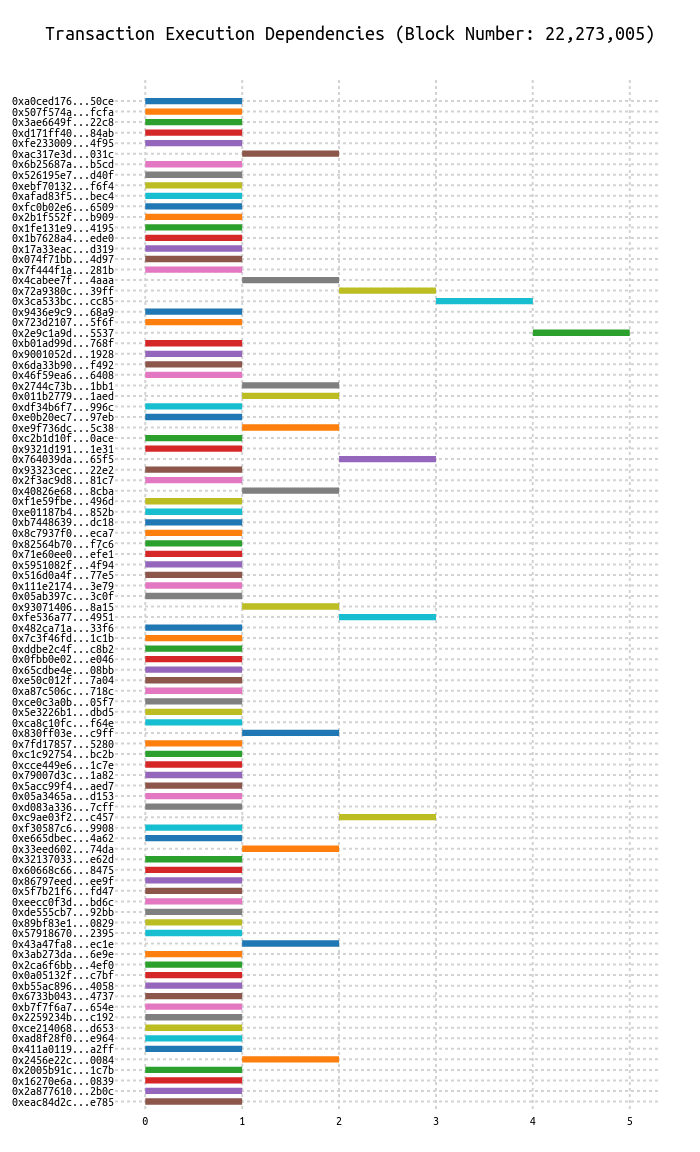 Transaction Execution Dependencies (Block Number: 22,273,005)
0xa0ced176...50ce
0x507f574a...fcfa
0x3ae6649f...22c8
0xd171ff40...84ab
0xfe233009...4f95
0xac317e3d...031c
0x6b25687a...b5cd
0x526195e7...d40f
0xebf70132...f6f4
0xafad83f5...bec4
0xfc0b02e6...6509
0x2b1f552f...b909
0x1fe131e9...4195
0x1b7628a4...ede0
0x17a33eac...d319
0x074f71bb...4d97
0x7f444f1a...281b
0x4cabee7f...4aaa
0x72a9380c...39ff
0x3ca533bc...cc85
0x9436e9c9...68a9
0x723d2107...5f6f
0x2e9c1a9d...5537
0xb01ad99d...768f
0x9001052d...1928
0x6da33b90...f492
0x46f59ea6...6408
0x2744c73b...1bb1
0x011b2779...1aed
0xdf34b6f7...996c
0xe0b20ec7...97eb
0xe9f736dc...5c38
0xc2b1d10f...0ace
0x9321d191...1e31
0x764039da...65f5
0x93323cec...22e2
0x2f3ac9d8...81c7
0x40826e68...8cba
0xf1e59fbe...496d
0xe01187b4...852b
0xb7448639...dc18
0x8c7937f0...eca7
0x82564b70...f7c6
0x71e60ee0...efe1
0x5951082f...4f94
0x516d0a4f...77e5
0x111e2174...3e79
0x05ab397c...3c0f
0x93071406...8a15
0xfe536a77...4951
0x482ca71a...33f6
0x7c3f46fd...1c1b
0xddbe2c4f...c8b2
0x0fbb0e02...e046
0x65cdbe4e...08bb
0xe50c012f...7a04
0xa87c506c...718c
0xce0c3a0b...05f7
0x5e3226b1...dbd5
0xca8c10fc...f64e
0x830ff03e...c9ff
0x7fd17857...5280
0xc1c92754...bc2b
0xcce449e6...1c7e
0x79007d3c...1a82
0x5acc99f4...aed7
0x05a3465a...d153
0xd083a336...7cff
0xc9ae03f2...c457
0xf30587c6...9908
0xe665dbec...4a62
0x33eed602...74da
0x32137033...e62d
0x60668c66...8475
0x86797eed...ee9f
0x5f7b21f6...fd47
0xeecc0f3d...bd6c
0xde555cb7...92bb
0x89bf83e1...0829
0x57918670...2395
0x43a47fa8...ec1e
0x3ab273da...6e9e
0x2ca6f6bb...4ef0
0x0a05132f...c7bf
0xb55ac896...4058
0x6733b043...4737
0xb7f7f6a7...654e
0x2259234b...c192
0xce214068...d653
0xad8f28f0...e964
0x411a0119...a2ff
0x2456e22c...0084
0x2005b91c...1c7b
0x16270e6a...0839
0x2a877610...2b0c
0xeac84d2c...e785
0 1 2 3 4 5